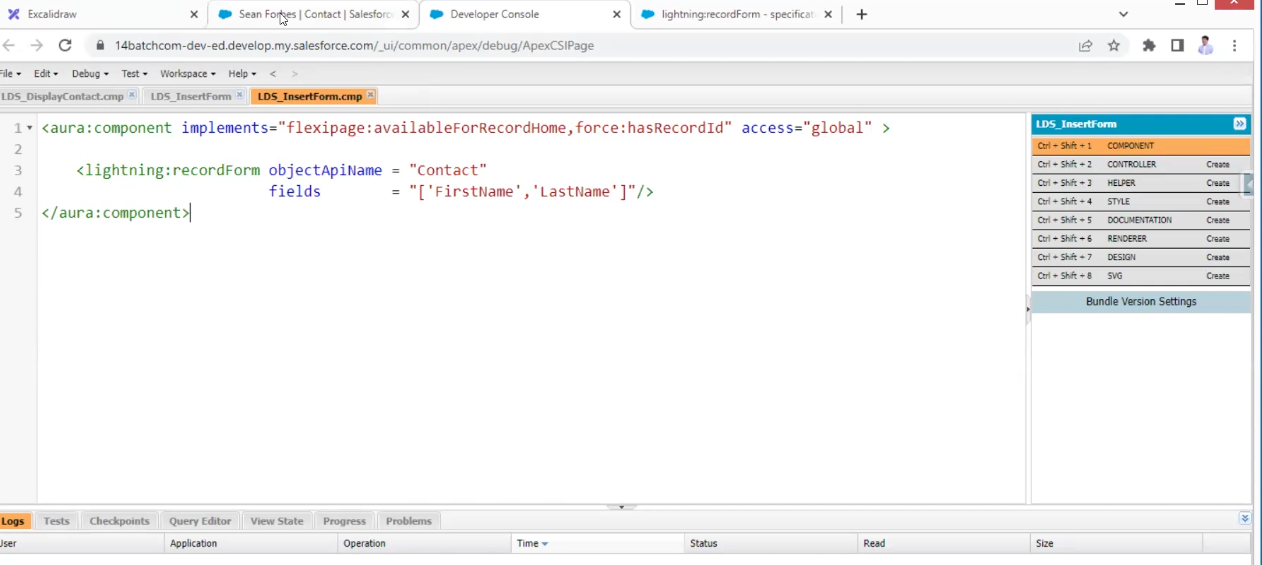 Excalidraw
Sean Forbes | Contact | Salesforc
Developer Console
lightning:recordForm - specificat
14batchcom-dev-ed.develop.my.salesforce.com/_ui/common/apex/debug/ApexCSIPage
File Edit Debug Test Workspace Help < >
LDS_DisplayContact.cmp LDS_InsertForm LDS_InsertForm.cmp
1 <aura:component implements="flexipage:availableForRecordHome,force:hasRecordId" access="global" >
2
3 <lightning:recordForm objectApiName = "Contact"
4 fields = "['FirstName','LastName']"/>
5 </aura:component>
LDS_InsertForm
Ctrl + Shift + 1 COMPONENT
Ctrl + Shift + 2 CONTROLLER Create
Ctrl + Shift + 3 HELPER Create
Ctrl + Shift + 4 STYLE Create
Ctrl + Shift + 5 DOCUMENTATION Create
Ctrl + Shift + 6 RENDERER Create
Ctrl + Shift + 7 DESIGN Create
Ctrl + Shift + 8 SVG Create
Bundle Version Settings
Logs Tests Checkpoints Query Editor View State Progress Problems
User Application Operation Time Status Read Size